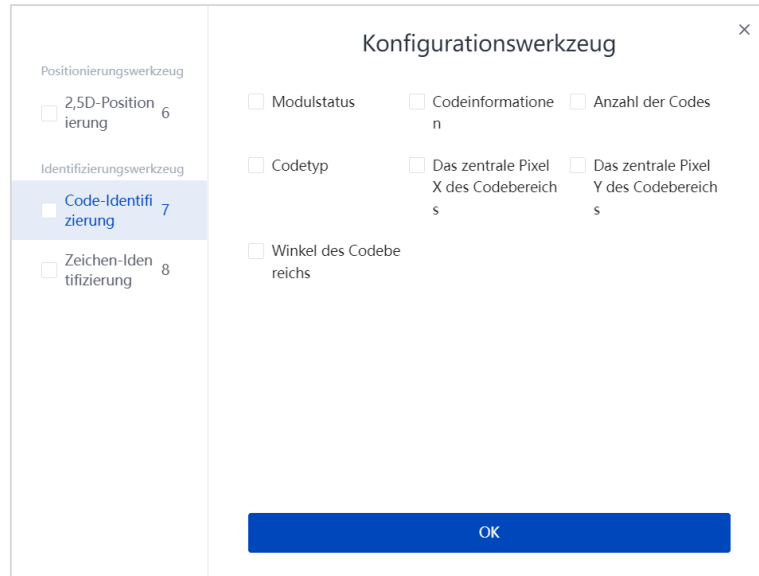 Konfigurationswerkzeug
×
Positionierungswerkzeug
2,5D-Position
ierung
6
Identifizierungswerkzeug
Code-Identifi
zierung
7
Zeichen-Iden
tifizierung
8
Modulstatus
Codeinformatione
n
Anzahl der Codes
Codetyp
Das zentrale Pixel
X des Codebereich
s
Das zentrale Pixel
Y des Codebereich
s
Winkel des Codebe
reichs
OK